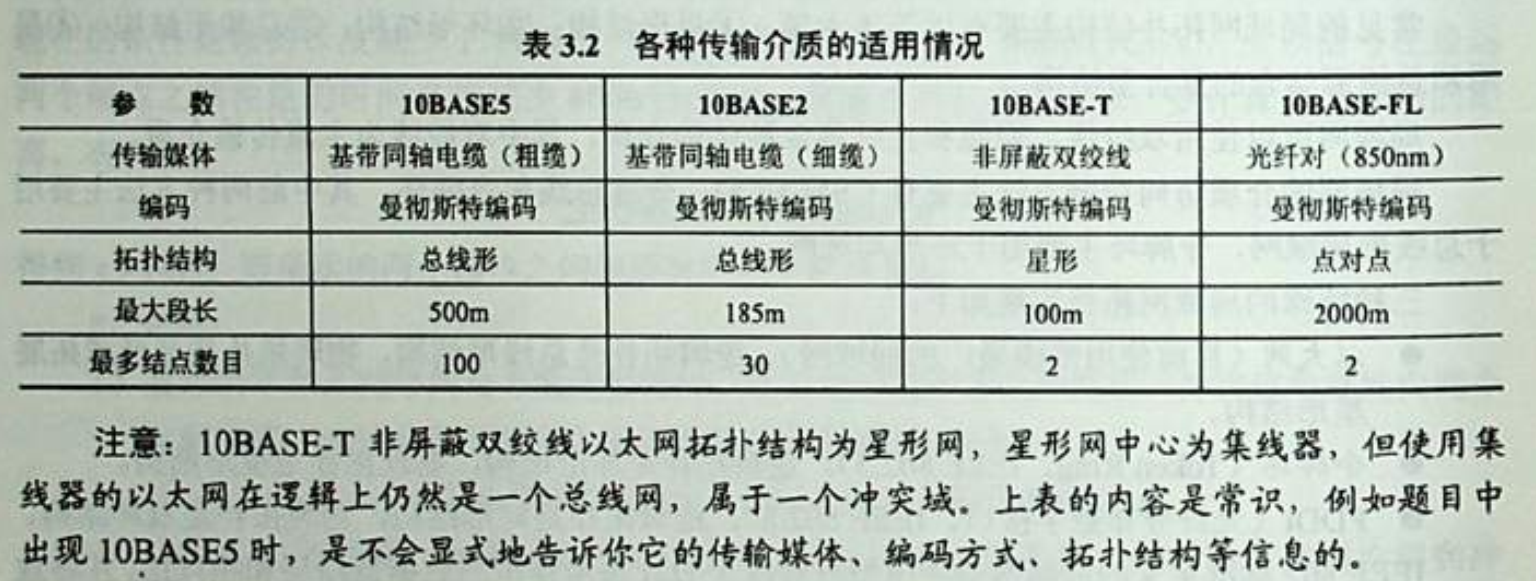 表 3.2 各种传输介质的适用情况
参 数 10BASE5 10BASE2 10BASE-T 10BASE-FL
传输媒体 基带同轴电缆（粗缆） 基带同轴电缆（细缆） 非屏蔽双绞线 光纤对（850nm）
编码 曼彻斯特编码 曼彻斯特编码 曼彻斯特编码 曼彻斯特编码
拓扑结构 总线形 总线形 星形 点对点
最大段长 500m 185m 100m 2000m
最多结点数目 100 30 2 2
注意：10BASE-T 非屏蔽双绞线以太网拓扑结构为星形网，星形网中心为集线器，但使用集
线器的以太网在逻辑上仍然是一个总线网，属于一个冲突域。上表的内容是常识，例如题目中
出现 10BASE5 时，是不会显式地告诉你它的传输媒体、编码方式、拓扑结构等信息的。